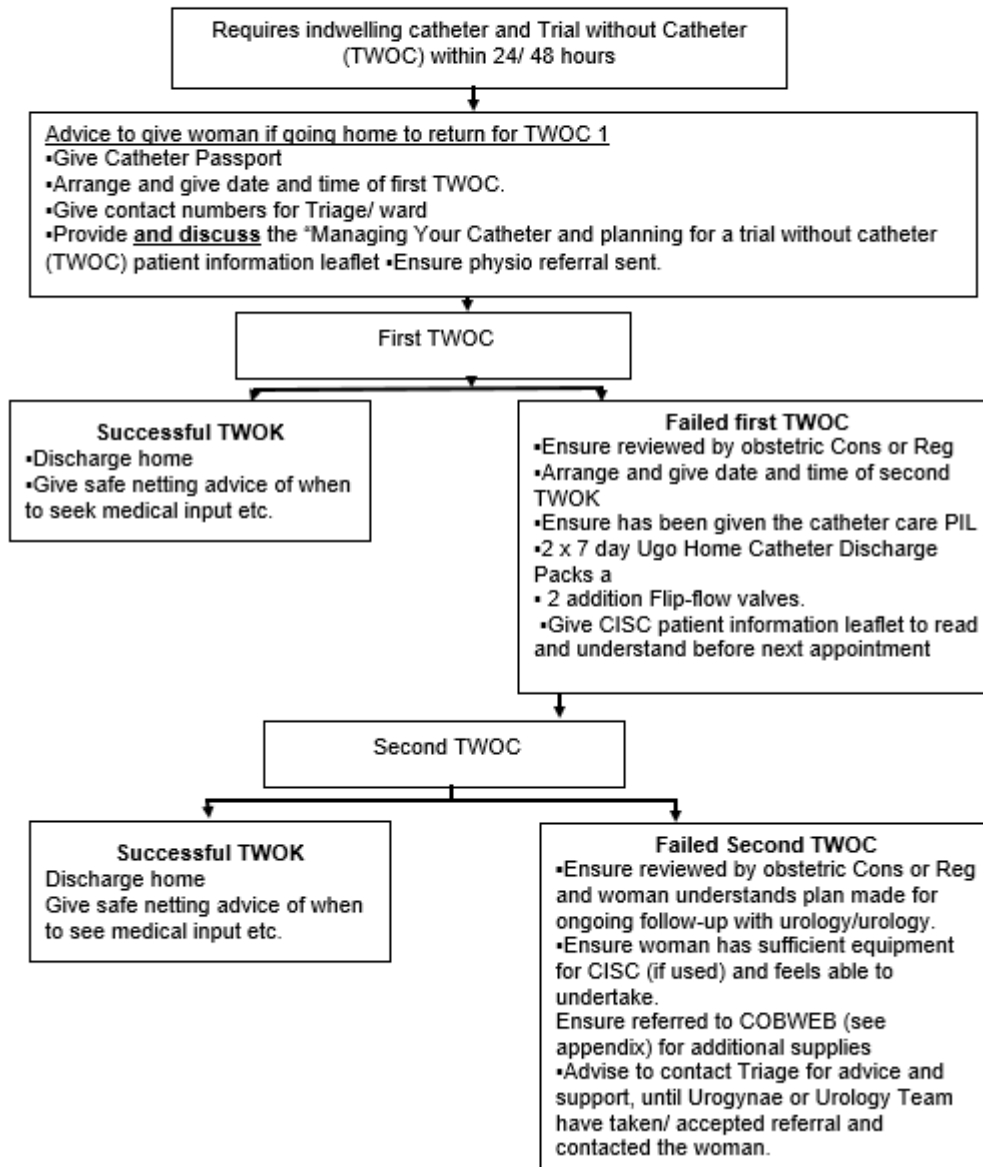 Requires indwelling catheter and Trial without Catheter
(TWOC) within 24/ 48 hours
Advice to give woman if going home to return for TWOC 1
▪Give Catheter Passport
▪Arrange and give date and time of first TWOC.
▪Give contact numbers for Triage/ ward
▪Provide and discuss the “Managing Your Catheter and planning for a trial without catheter
(TWOC) patient information leaflet ▪Ensure physio referral sent.
First TWOC
Successful TWOK
▪Discharge home
▪Give safe netting advice of when
to seek medical input etc.
Failed first TWOC
▪Ensure reviewed by obstetric Cons or Reg
▪Arrange and give date and time of second
TWOK
▪Ensure has been given the catheter care PIL
▪2 x 7 day Ugo Home Catheter Discharge
Packs a
▪ 2 addition Flip-flow valves.
▪Give CISC patient information leaflet to read
and understand before next appointment
Second TWOC
Successful TWOK
Discharge home
Give safe netting advice of when
to see medical input etc.
Failed Second TWOC
▪Ensure reviewed by obstetric Cons or Reg
and woman understands plan made for
ongoing follow-up with urology/urology.
▪Ensure woman has sufficient equipment
for CISC (if used) and feels able to
undertake.
Ensure referred to COBWEB (see
appendix) for additional supplies
▪Advise to contact Triage for advice and
support, until Urogynae or Urology Team
have taken/ accepted referral and
contacted the woman.